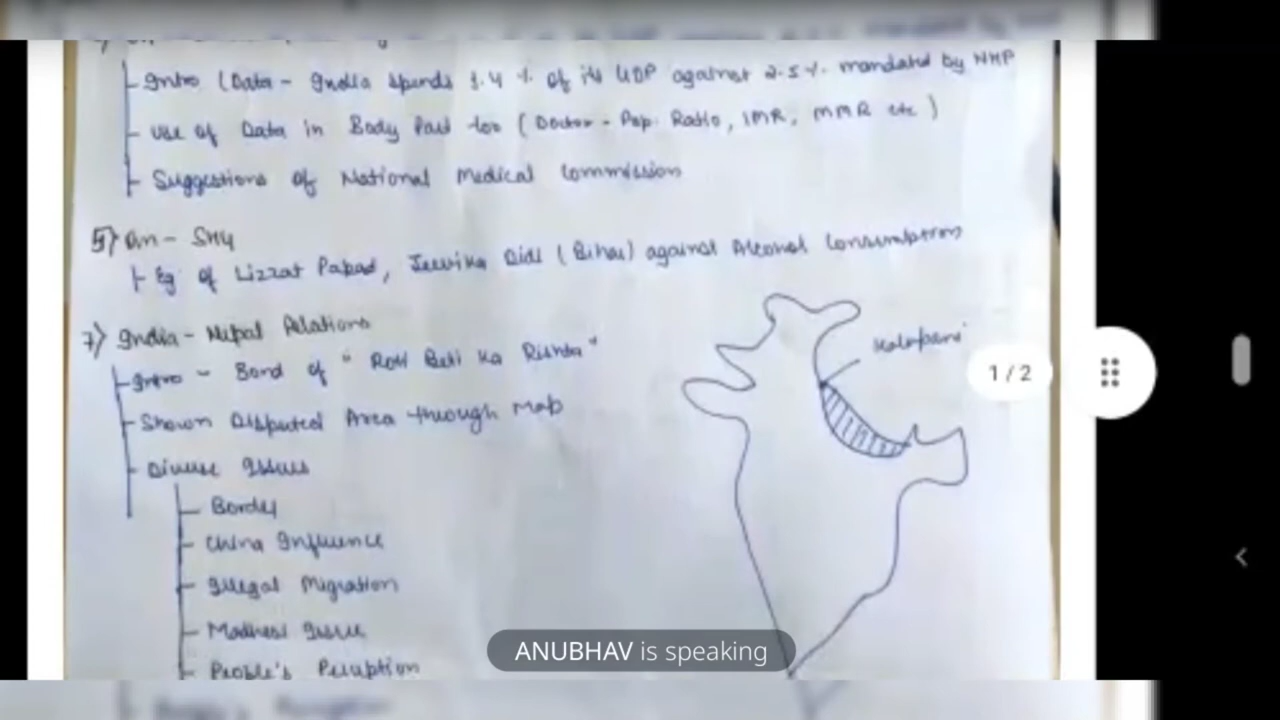 Intro (Data - India spends 1.4 % of its GDP against 2.5%. mandated by NHP
Use of Data in Body Part too (Doctor - Pop. Ratio, IMR, MMR etc)
Suggestions of National Medical Commission
5) Qn - SHG
Eg of Lizzat Papad, Jeevika Didi (Bihar) against Alcohol Consumption
7) India - Nepal Relations
Intro - Bond of "Roti Beti Ka Rishta"
Kalapani
1 / 2
Shown Disputed Area through Map
Diverse Issues
Border
China Influence
Illegal Migration
Madhesi Issue
ANUBHAV is speaking
People's Perception